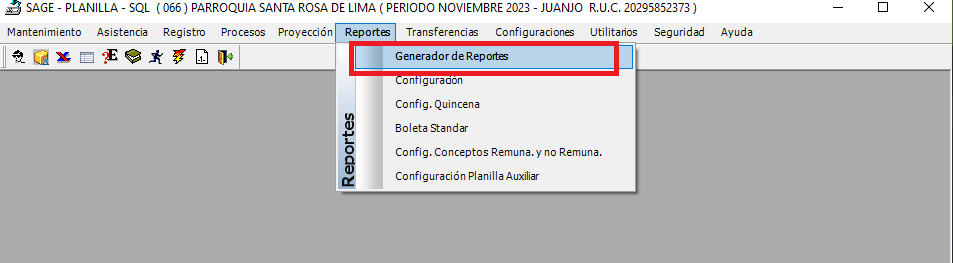 SAGE - PLANILLA - SQL ( 066 ) PARROQUIA SANTA ROSA DE LIMA ( PERIODO NOVIEMBRE 2023 - JUANJO R.U.C. 20295852373 )
Mantenimiento Asistencia Registro Procesos Proyección Reportes Transferencias Configuraciones Utilitarios Seguridad Ayuda
?E
Generador de Reportes
Configuración
Config. Quincena
Boleta Standar
Config. Conceptos Remuna. y no Remuna.
Configuración Planilla Auxiliar
Reportes